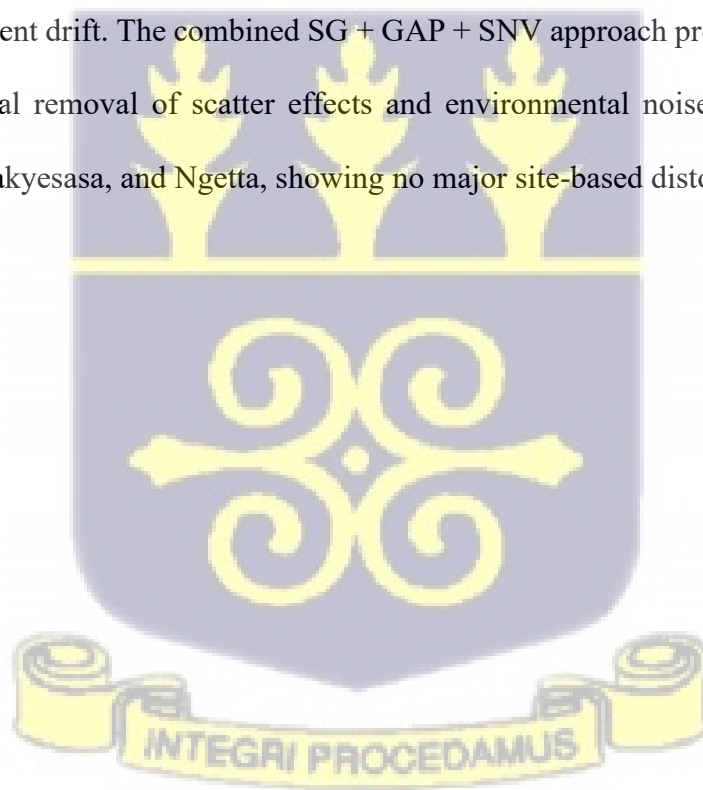 ent drift. The combined SG + GAP + SNV approach pr
al removal of scatter effects and environmental noise
akyesasa, and Ngetta, showing no major site-based disto
INTEGRI PROCEDAMUS